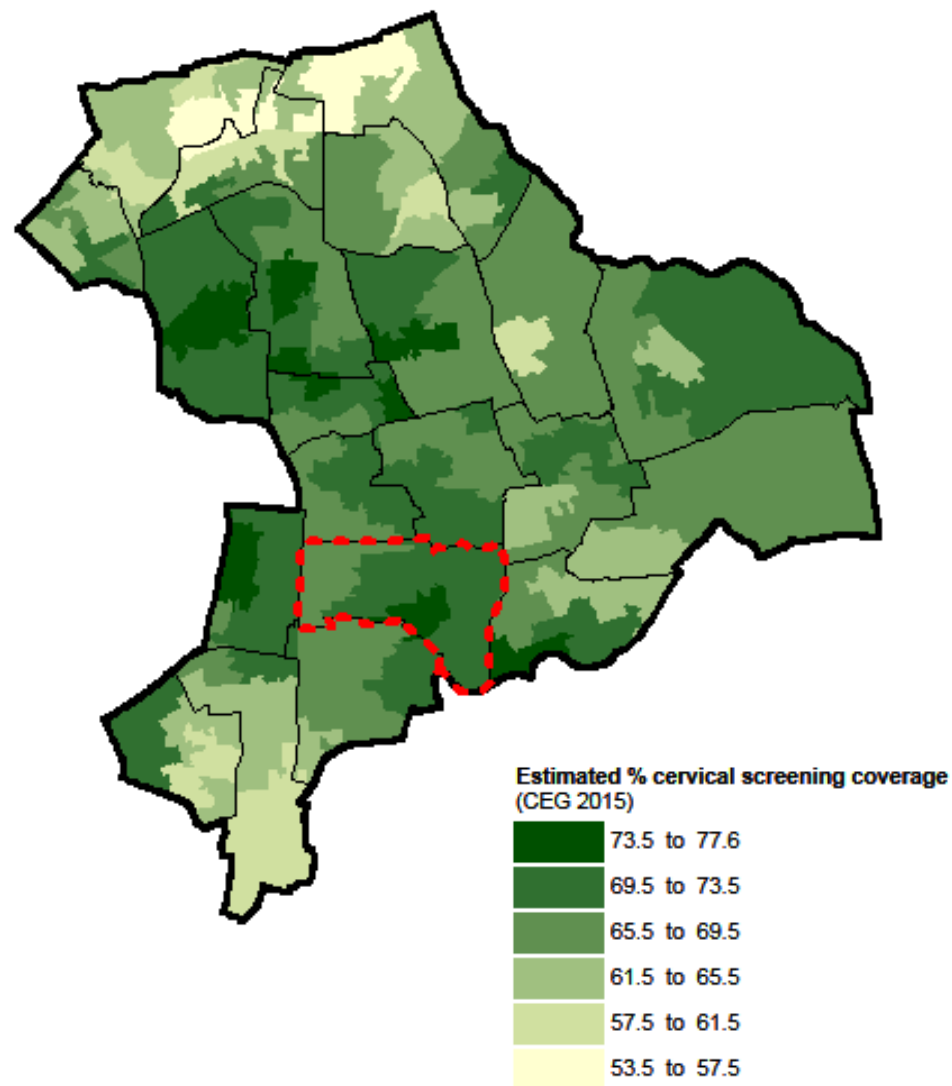 Estimated % cervical screening coverage
(CEG 2015)
73.5 to 77.6
69.5 to 73.5
65.5 to 69.5
61.5 to 65.5
57.5 to 61.5
53.5 to 57.5